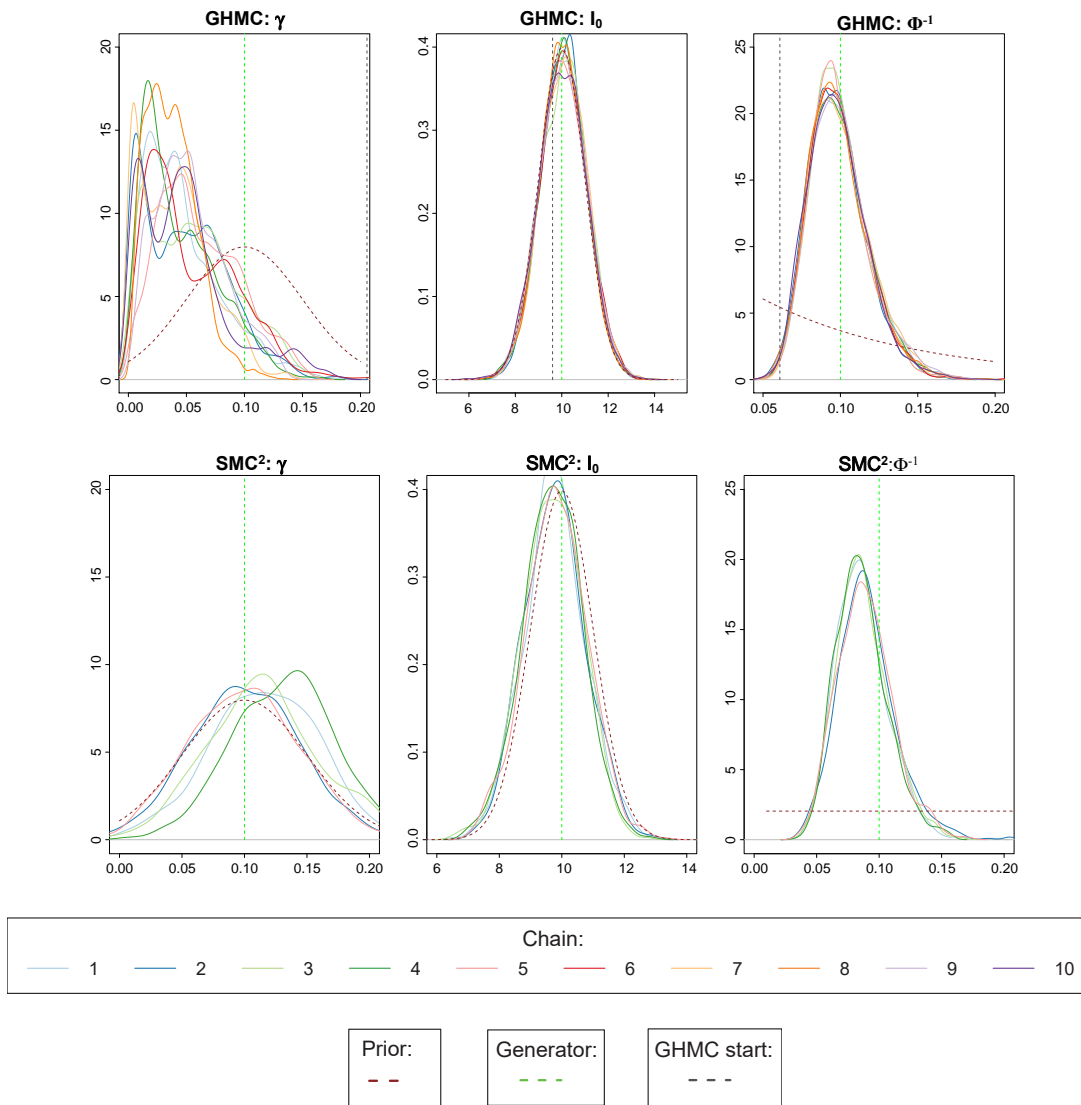 GHMC: γ
GHMC: I₀
GHMC: Φ⁻¹
20
15
10
5
0
0.00 0.05 0.10 0.15 0.20
0.4
0.3
0.2
0.1
0.0
6 8 10 12 14
25
20
15
10
5
0
0.05 0.10 0.15 0.20
SMC²: γ
SMC²: I₀
SMC²:Φ⁻¹
20
15
10
5
0
0.00 0.05 0.10 0.15 0.20
0.4
0.3
0.2
0.1
0.0
6 8 10 12 14
25
20
15
10
5
0
0.00 0.05 0.10 0.15 0.20
Chain:
1 2 3 4 5 6 7 8 9 10
Prior:
Generator:
GHMC start: